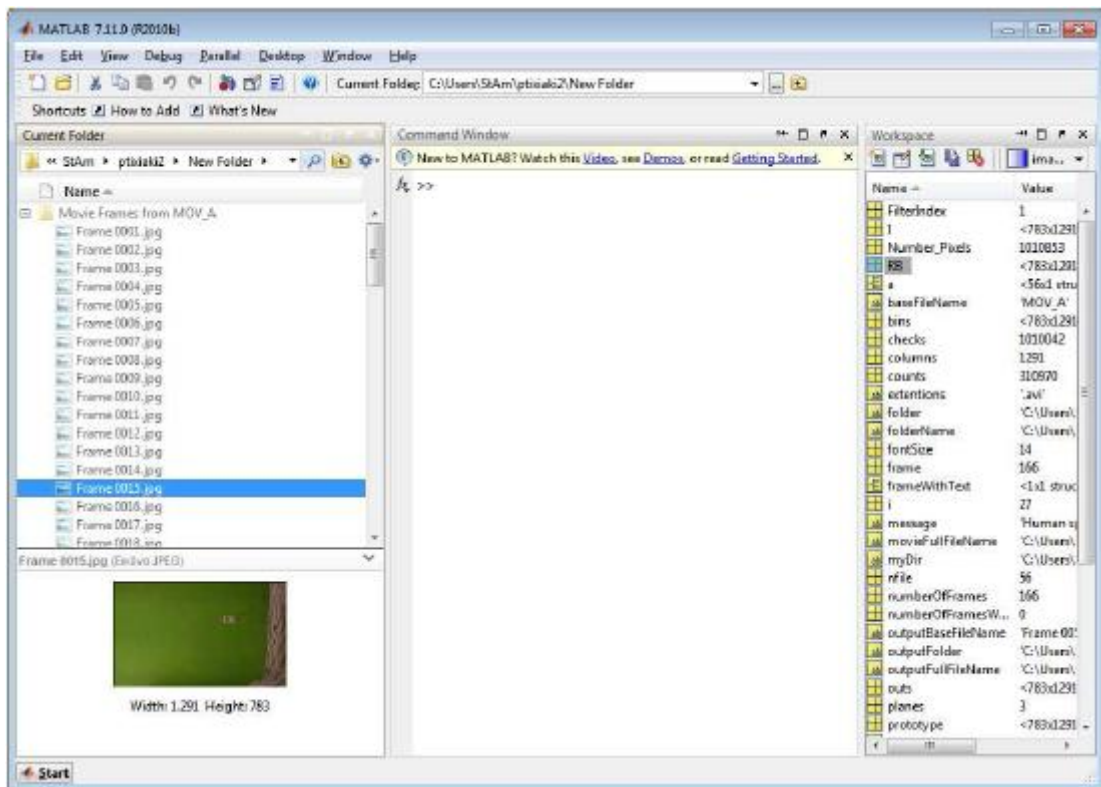 MATLAB 7.11.0 (R2010b)
File Edit View Debug Parallel Desktop Window Help
Current Folder: C:\Users\StAm\ptixiaki2\New Folder
Shortcuts How to Add What's New
Current Folder
« StAm ▸ ptixiaki2 ▸ New Folder ▸
Name
Movie Frames from MOV_A
Frame 0001.jpg
Frame 0002.jpg
Frame 0003.jpg
Frame 0004.jpg
Frame 0005.jpg
Frame 0006.jpg
Frame 0007.jpg
Frame 0008.jpg
Frame 0009.jpg
Frame 0010.jpg
Frame 0011.jpg
Frame 0012.jpg
Frame 0013.jpg
Frame 0014.jpg
Frame 0015.jpg
Frame 0016.jpg
Frame 0017.jpg
Frame 0018.jpg
Frame 0015.jpg (Εικόνα JPEG)
Width: 1.291 Height: 783
Command Window
New to MATLAB? Watch this Video, see Demos, or read Getting Started.
fx >>
Workspace
ima...
Name Value
FilterIndex 1
I <783x1291
Number_Pixels 1010853
RB <783x1291
a <56x1 stru
baseFileName 'MOV_A'
bins <783x1291
checks 1010042
columns 1291
counts 310970
extentions '.avi'
folder 'C:\Users\
folderName 'C:\Users\
fontSize 14
frame 166
frameWithText <1x1 struc
i 27
message 'Human s
movieFullFileName 'C:\Users\
myDir 'C:\Users\
nfile 56
numberOfFrames 166
numberOfFramesW... 0
outputBaseFileName 'Frame 00
outputFolder 'C:\Users\
outputFullFileName 'C:\Users\
outs <783x1291
planes 3
prototype <783x1291
Start